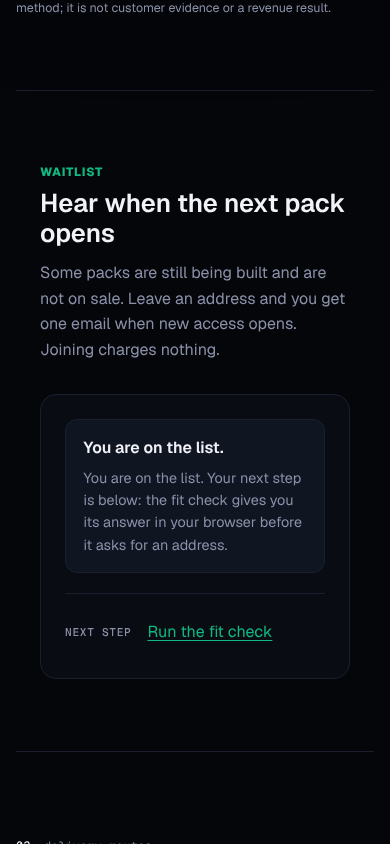 method; it is not customer evidence or a revenue result.
WAITLIST
Hear when the next pack
opens
Some packs are still being built and are
not on sale. Leave an address and you get
one email when new access opens.
Joining charges nothing.
You are on the list.
You are on the list. Your next step
is below: the fit check gives you
its answer in your browser before
it asks for an address.
NEXT STEP Run the fit check